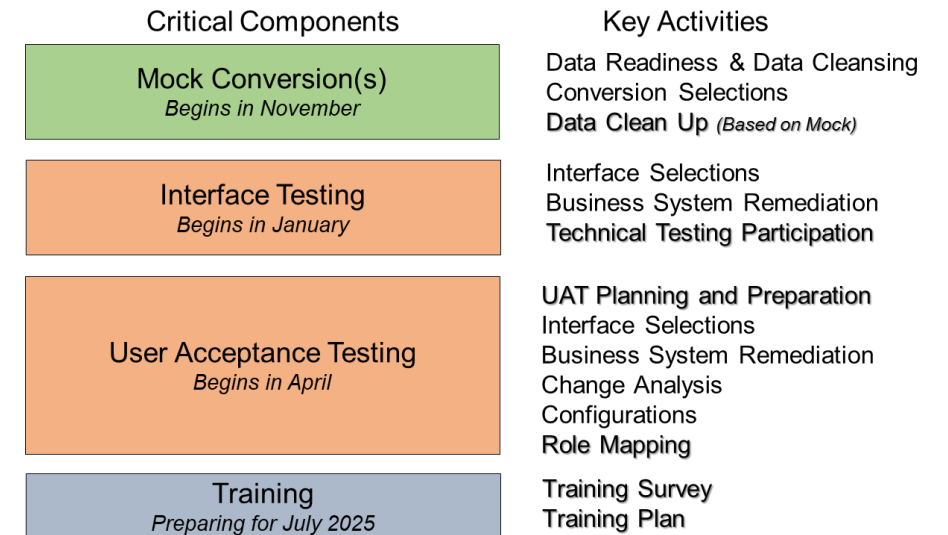 Critical Components
Key Activities
Mock Conversion(s)
Begins in November
Data Readiness & Data Cleansing
Conversion Selections
Data Clean Up (Based on Mock)
Interface Testing
Begins in January
Interface Selections
Business System Remediation
Technical Testing Participation
User Acceptance Testing
Begins in April
UAT Planning and Preparation
Interface Selections
Business System Remediation
Change Analysis
Configurations
Role Mapping
Training
Preparing for July 2025
Training Survey
Training Plan